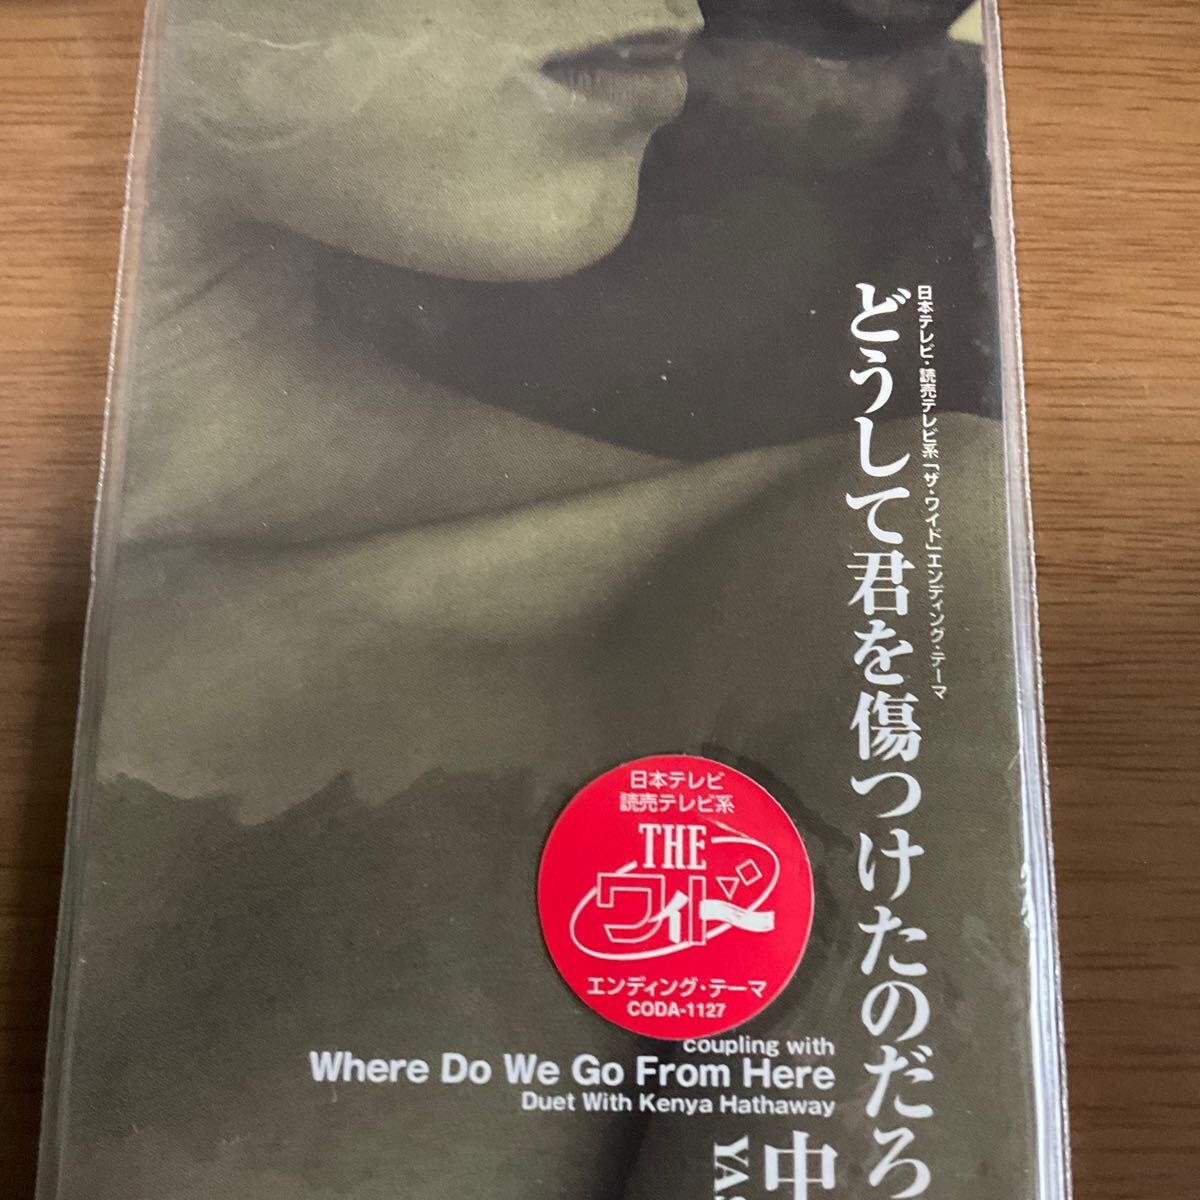 日本テレビ・読売テレビ系「ザ・ワイド」エンディング・テーマ
どうして君を傷つけたのだろ
日本テレビ
読売テレビ系
THE
ワイド
エンディング・テーマ
CODA-1127
coupling with
Where Do We Go From Here
Duet With Kenya Hathaway
中
YAS